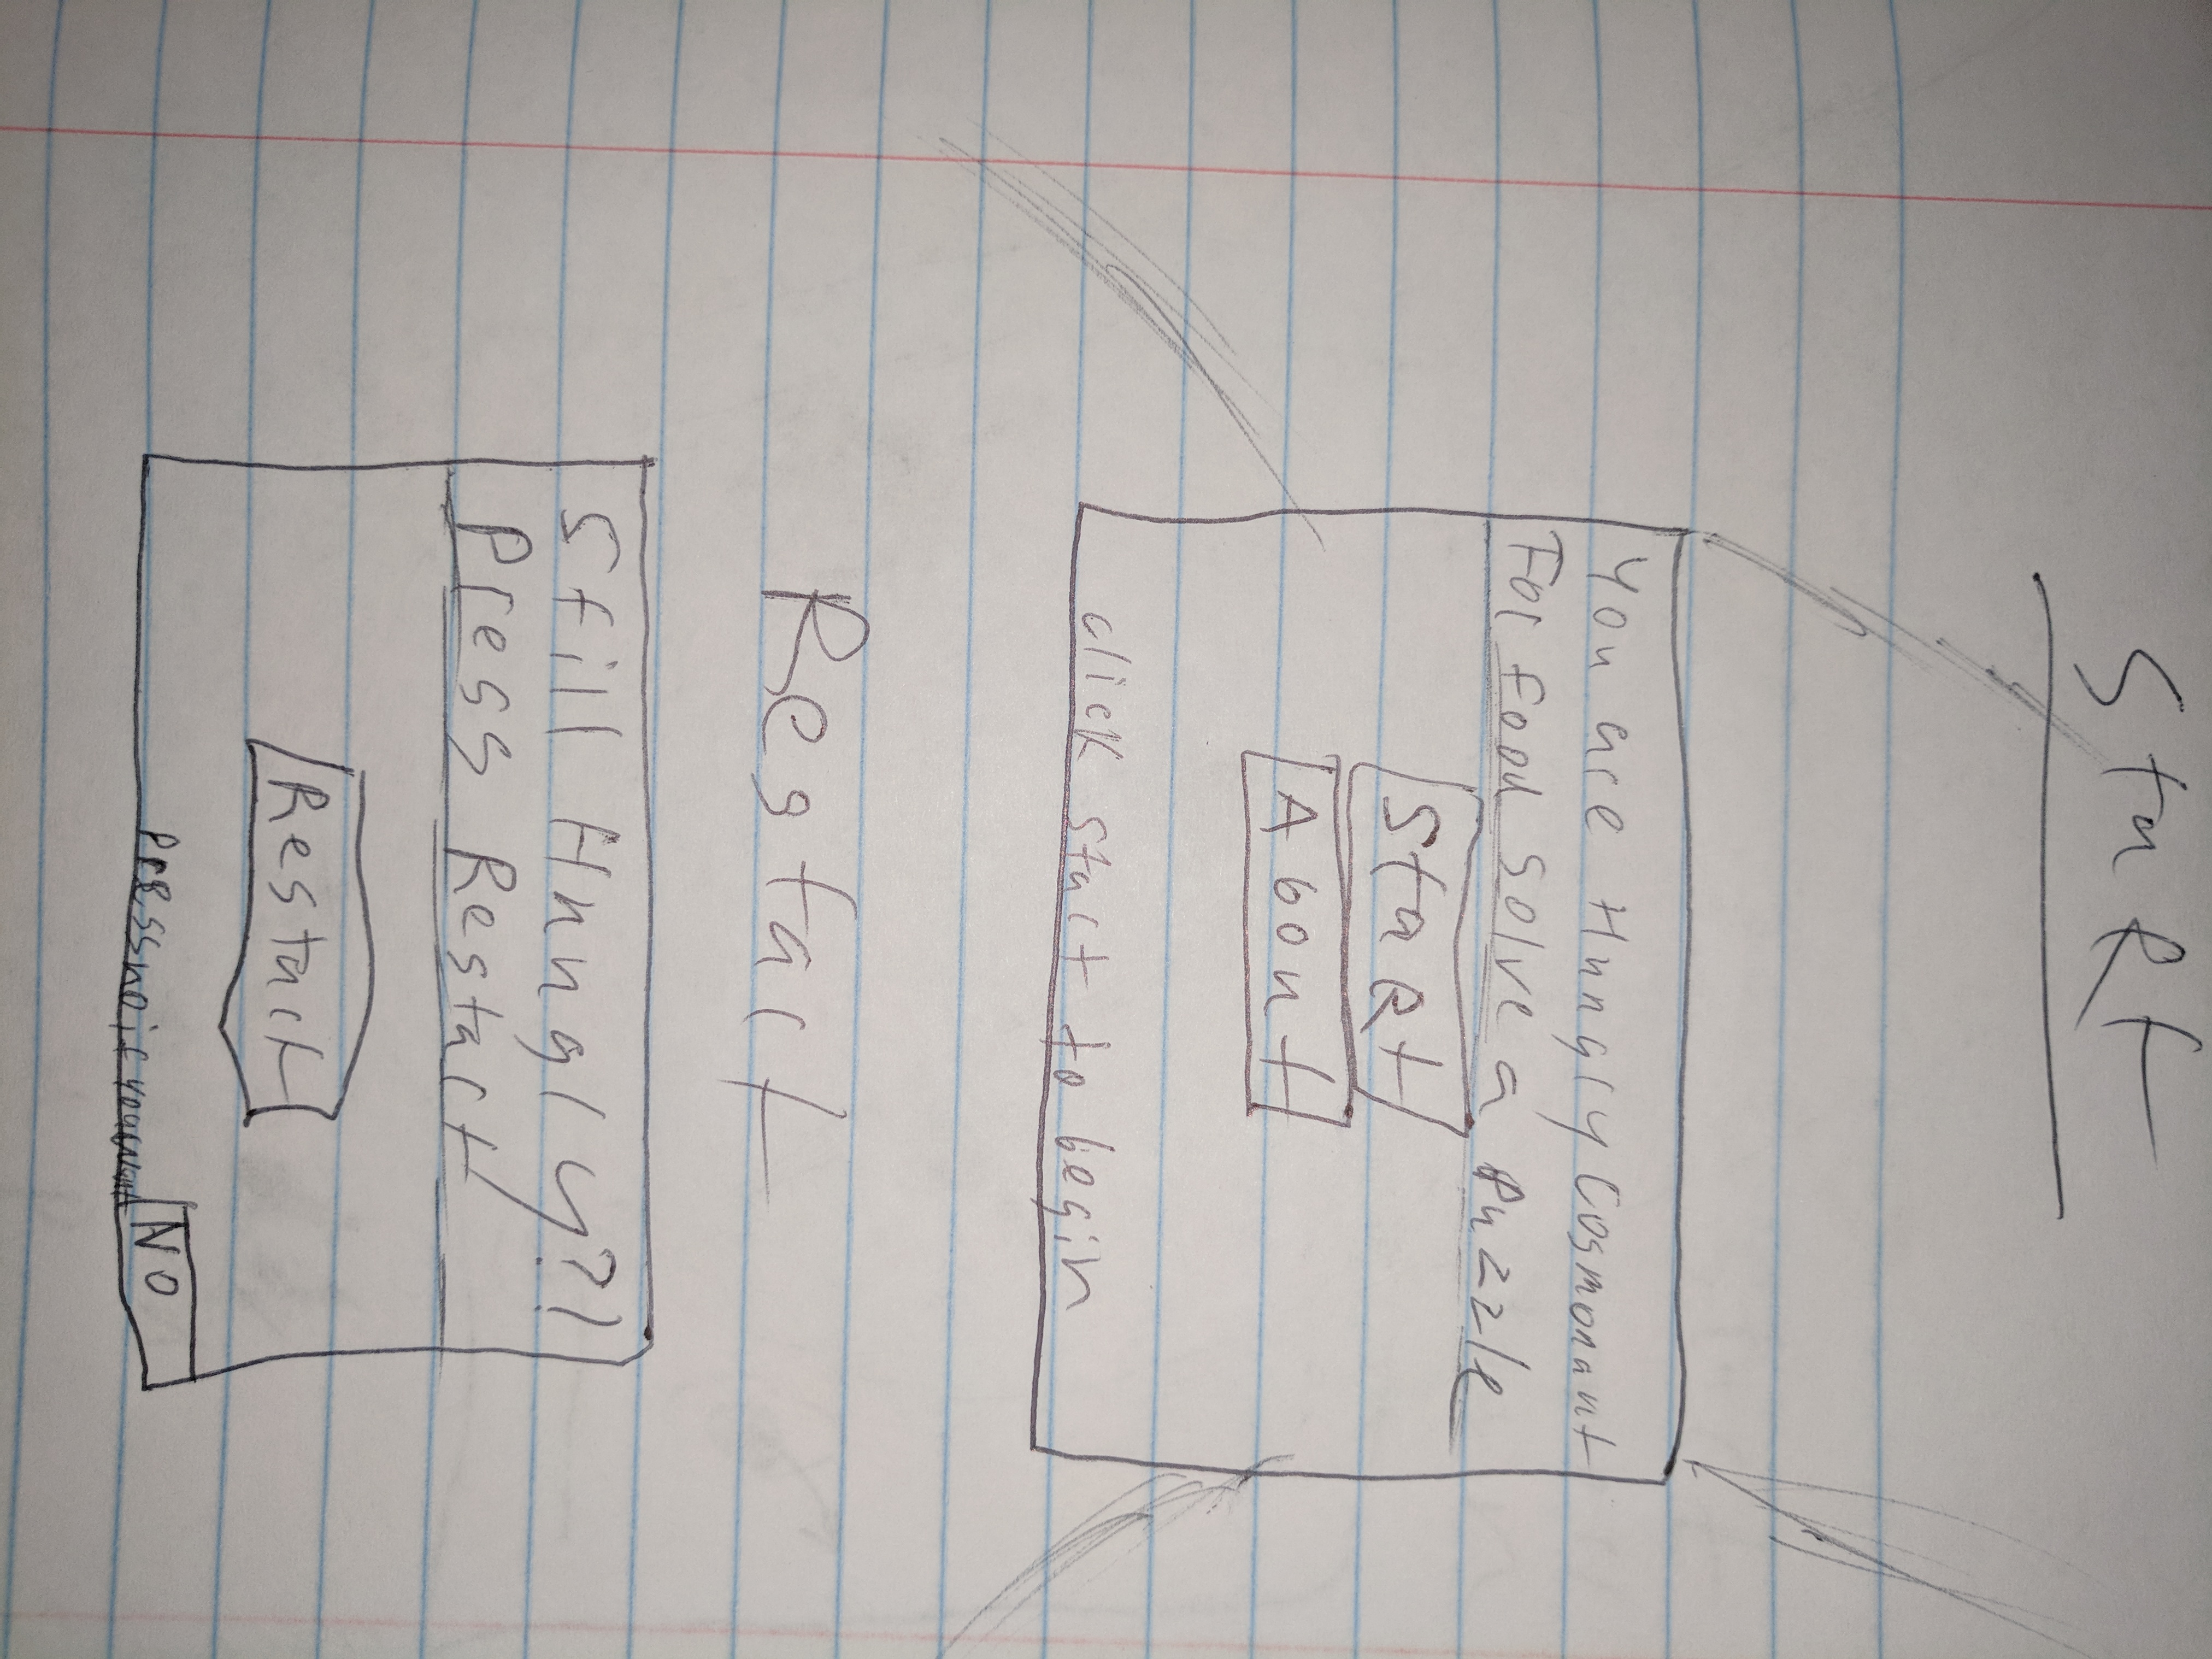 Start
You are Hungry Cosmonaut
For Food solve a Puzzle
Start
About
click start to begin
Restart
Still Hungry?!
Press Restart
Restart
Press no if you want
No